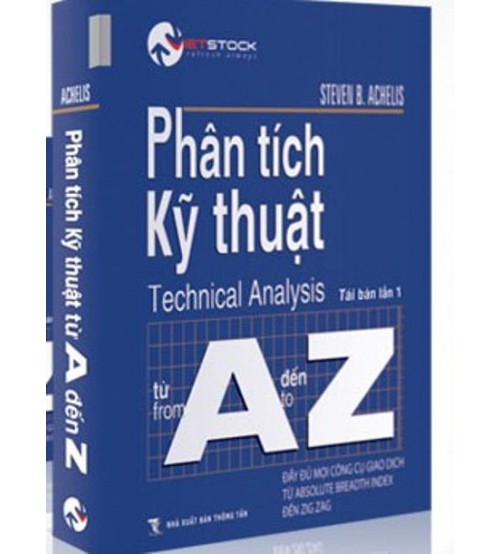 VIETSTOCK
refresh always
STEVEN B. ACHELIS
Phân tích
Kỹ thuật
Technical Analysis
Tái bản lần 1
từ
from
A
đến
to
Z
ĐẦY ĐỦ MỌI CÔNG CỤ GIAO DỊCH
TỪ ABSOLUTE BREADTH INDEX
ĐẾN ZIG ZAG
NHÀ XUẤT BẢN THÔNG TẤN
ACHELIS
Phân tích Kỹ thuật từ A đến Z